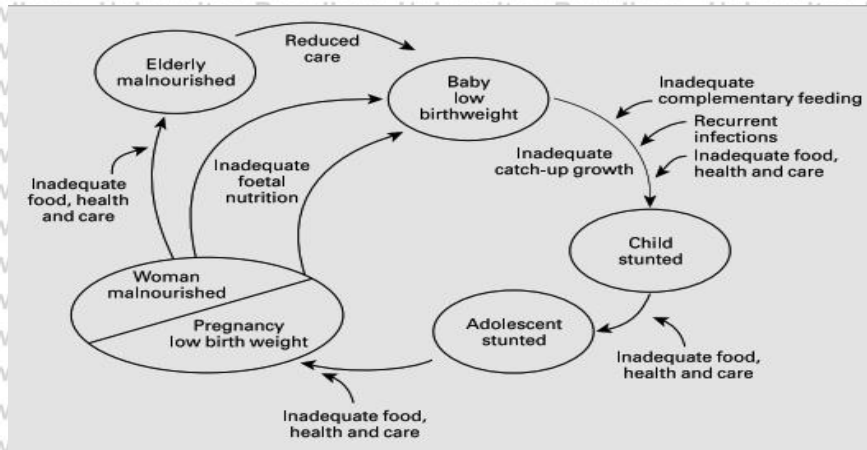 Elderly
malnourished
Reduced
care
Baby
low
birthweight
Inadequate
complementary feeding
Recurrent
infections
Inadequate food,
health and care
Inadequate
catch-up growth
Inadequate
foetal
nutrition
Inadequate
food, health
and care
Child
stunted
Woman
malnourished
Pregnancy
low birth weight
Adolescent
stunted
Inadequate food,
health and care
Inadequate food,
health and care